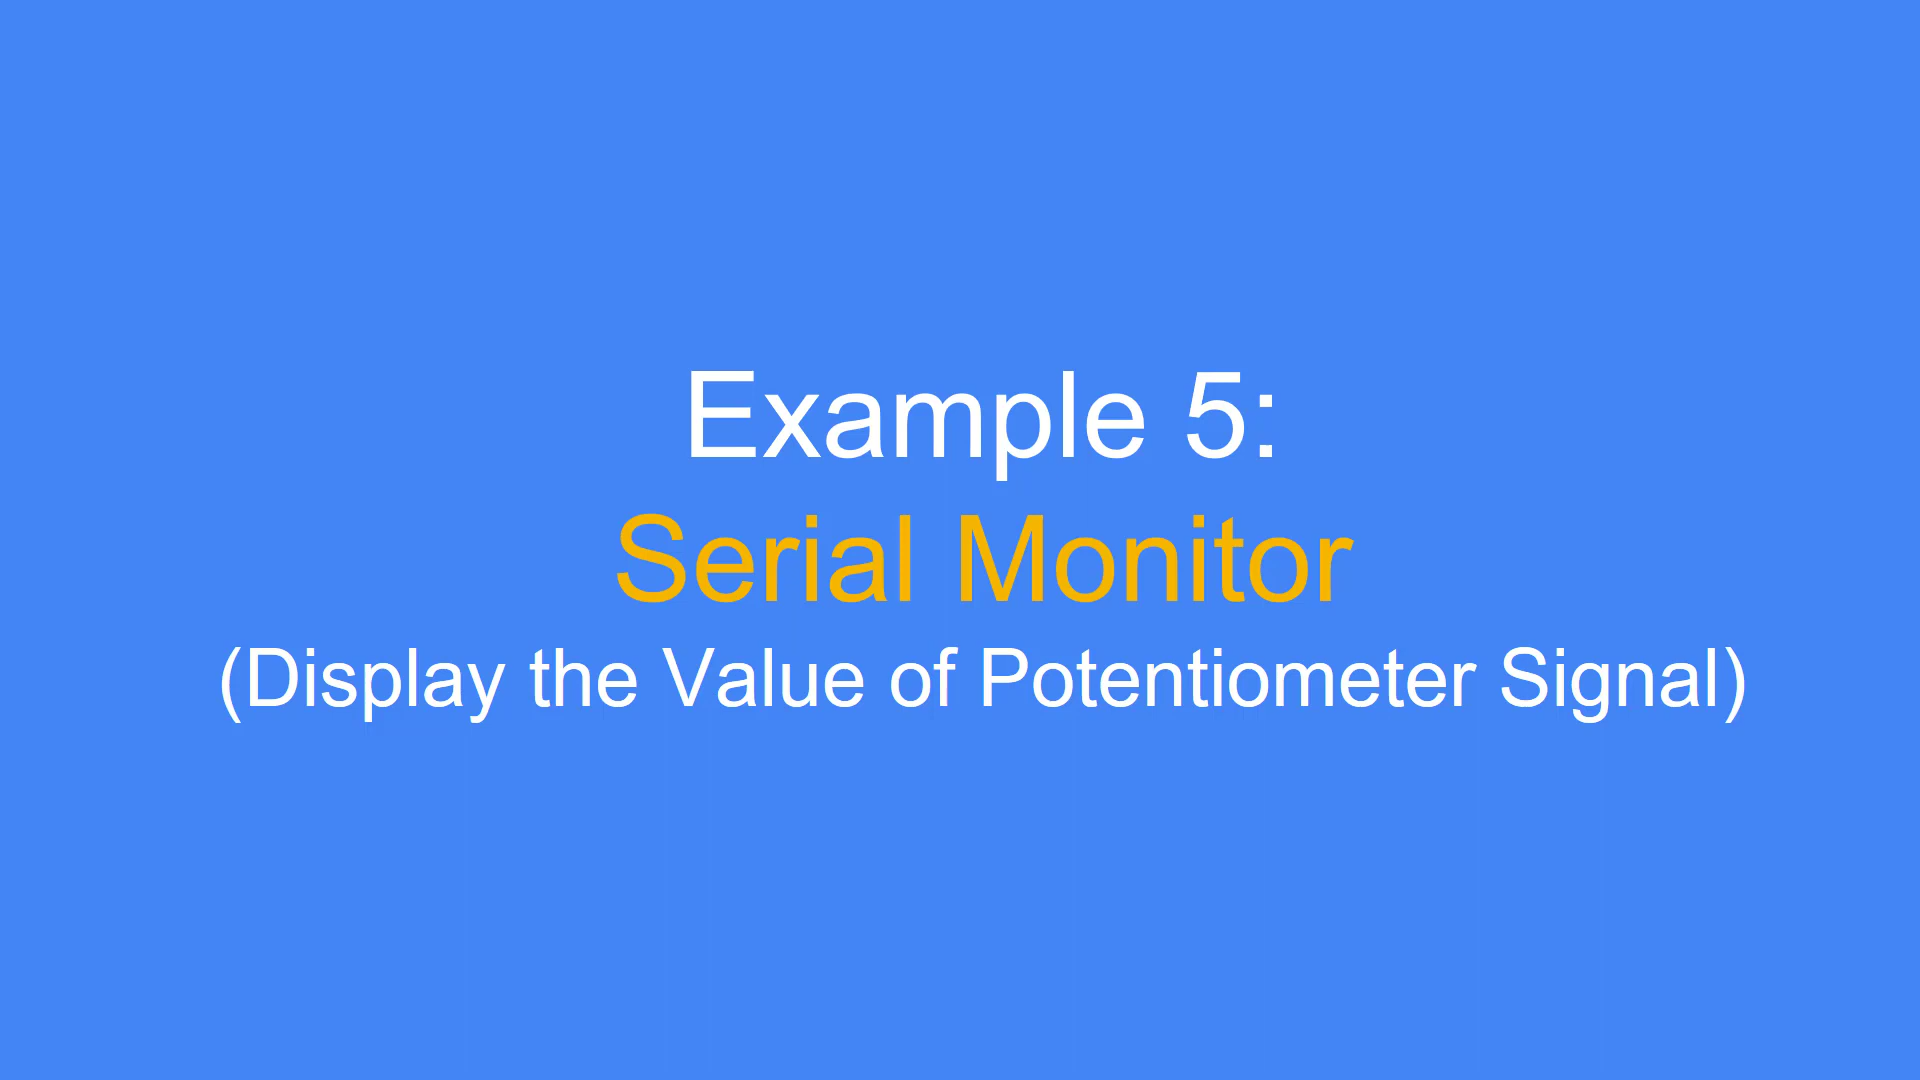 Example 5:
Serial Monitor
(Display the Value of Potentiometer Signal)